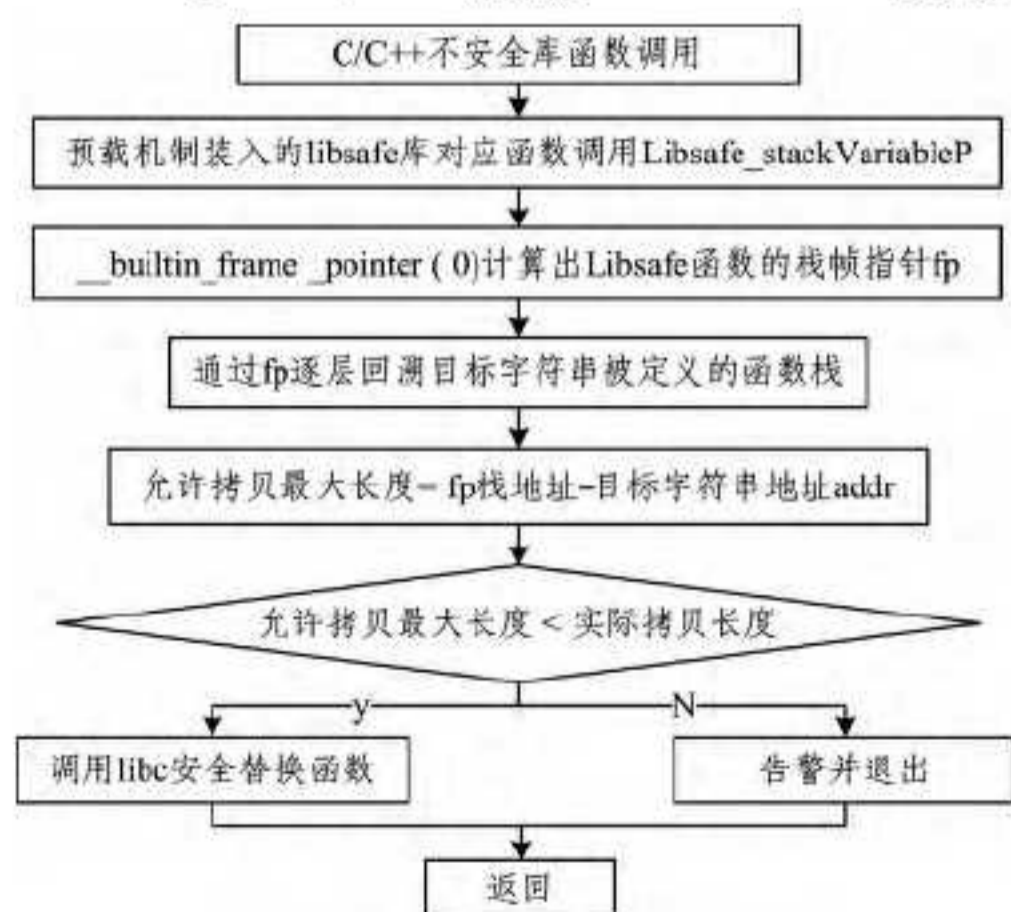 C/C++不安全库函数调用
预载机制装入的libsafe库对应函数调用Libsafe_stackVariableP
__builtin_frame _pointer ( 0)计算出Libsafe函数的栈帧指针fp
通过fp逐层回溯目标字符串被定义的函数栈
允许拷贝最大长度= fp栈地址-目标字符串地址addr
允许拷贝最大长度 < 实际拷贝长度
y
N
调用libc安全替换函数
告警并退出
返回